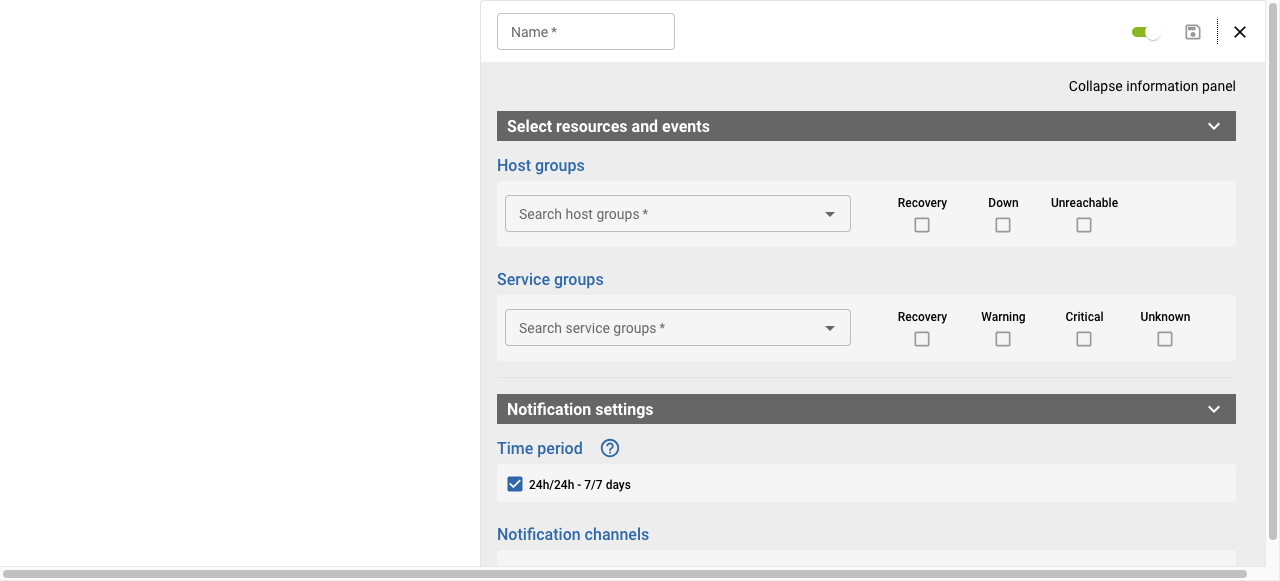 Name *
Collapse information panel
Select resources and events
Host groups
Search host groups *
Recovery Down Unreachable
Service groups
Search service groups *
Recovery Warning Critical Unknown
Notification settings
Time period ?
24h/24h - 7/7 days
Notification channels